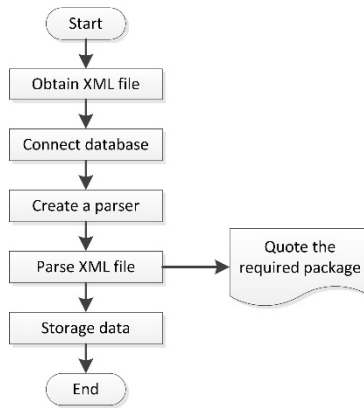 Start
Obtain XML file
Connect database
Create a parser
Parse XML file
Quote the
required package
Storage data
End